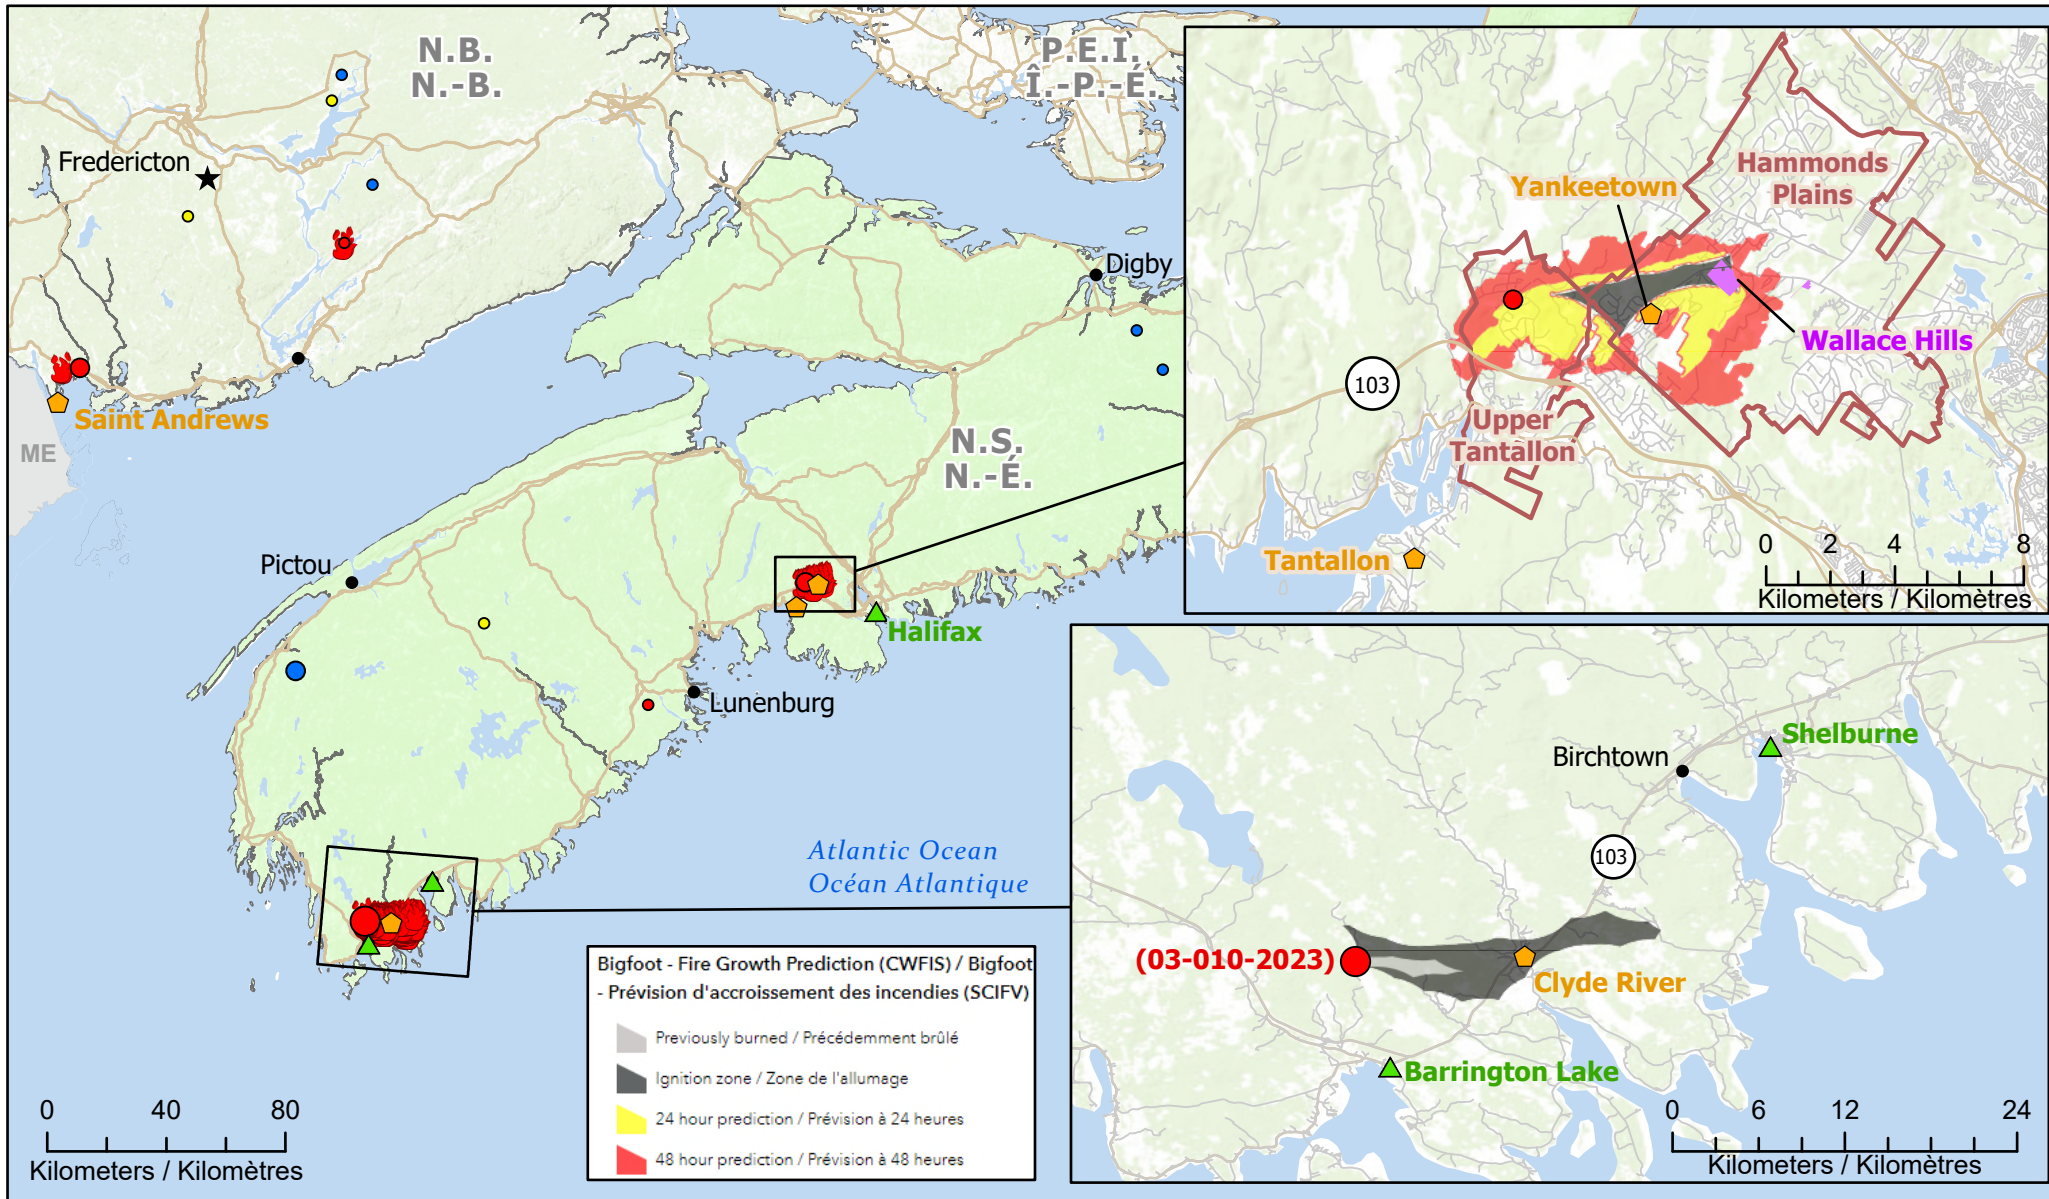 N.B.
N.-B.
P.E.I.
Î.-P.-É.
Fredericton
Digby
Saint Andrews
ME
N.S.
N.-É.
Pictou
Halifax
Lunenburg
Atlantic Ocean
Océan Atlantique
0 40 80
Kilometers / Kilomètres
Bigfoot - Fire Growth Prediction (CWFIS) / Bigfoot
- Prévision d'accroissement des incendies (SCIFV)
Previously burned / Précédemment brûlé
Ignition zone / Zone de l'allumage
24 hour prediction / Prévision à 24 heures
48 hour prediction / Prévision à 48 heures
Hammonds
Plains
Yankeetown
Wallace Hills
103
Upper
Tantallon
Tantallon
0 2 4 8
Kilometers / Kilomètres
Shelburne
Birchtown
103
(03-010-2023)
Clyde River
Barrington Lake
0 6 12 24
Kilometers / Kilomètres